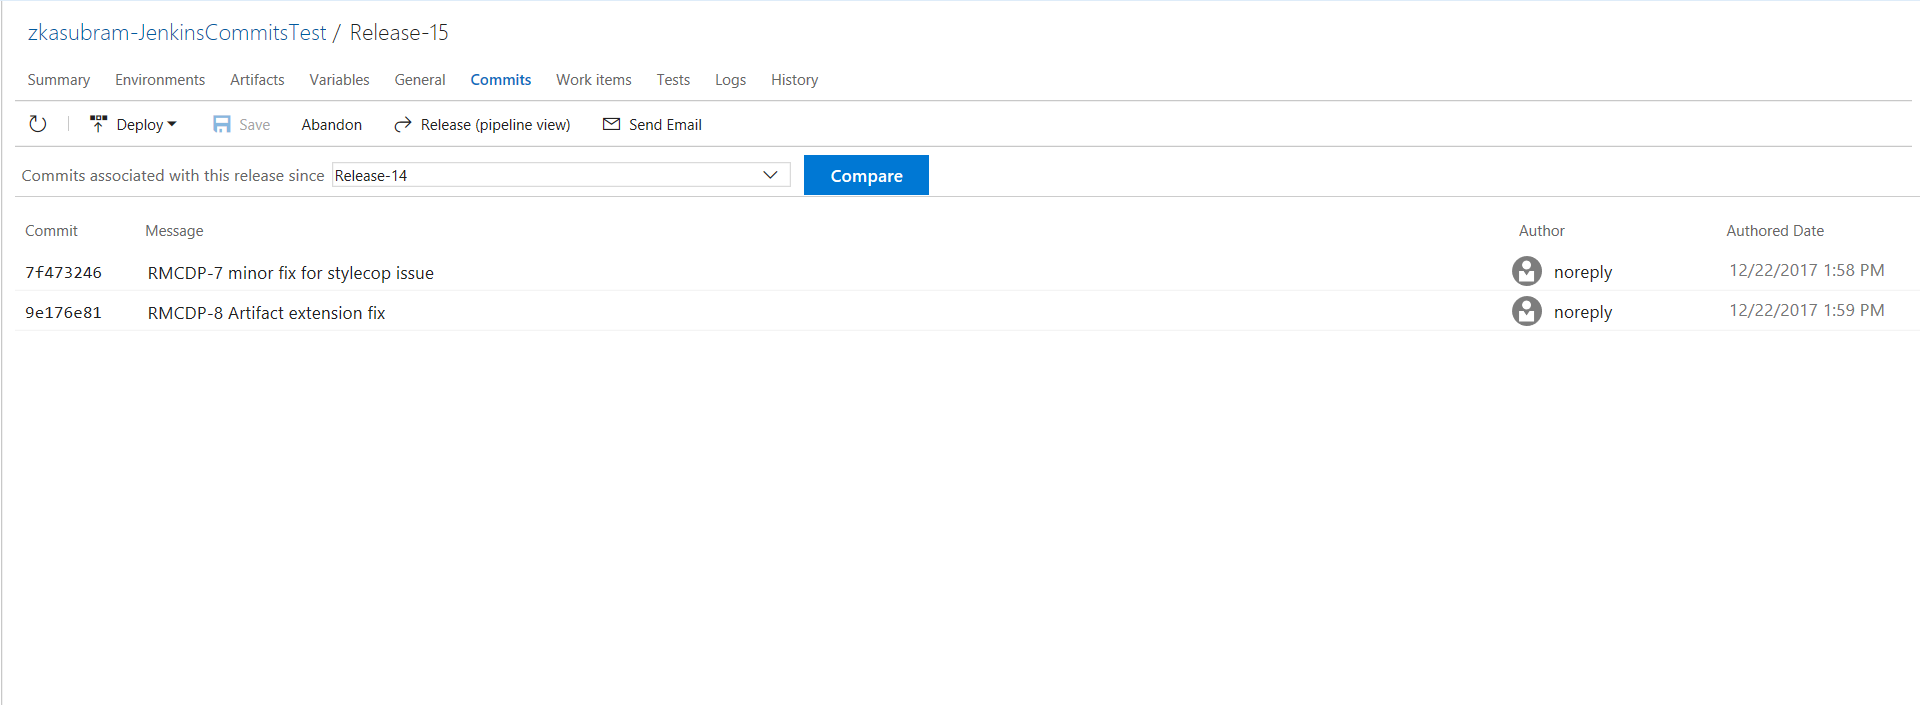 zkasubram-JenkinsCommitsTest / Release-15
Summary Environments Artifacts Variables General Commits Work items Tests Logs History
Deploy Save Abandon Release (pipeline view) Send Email
Commits associated with this release since Release-14 Compare
Commit Message Author Authored Date
7f473246 RMCDP-7 minor fix for stylecop issue noreply 12/22/2017 1:58 PM
9e176e81 RMCDP-8 Artifact extension fix noreply 12/22/2017 1:59 PM